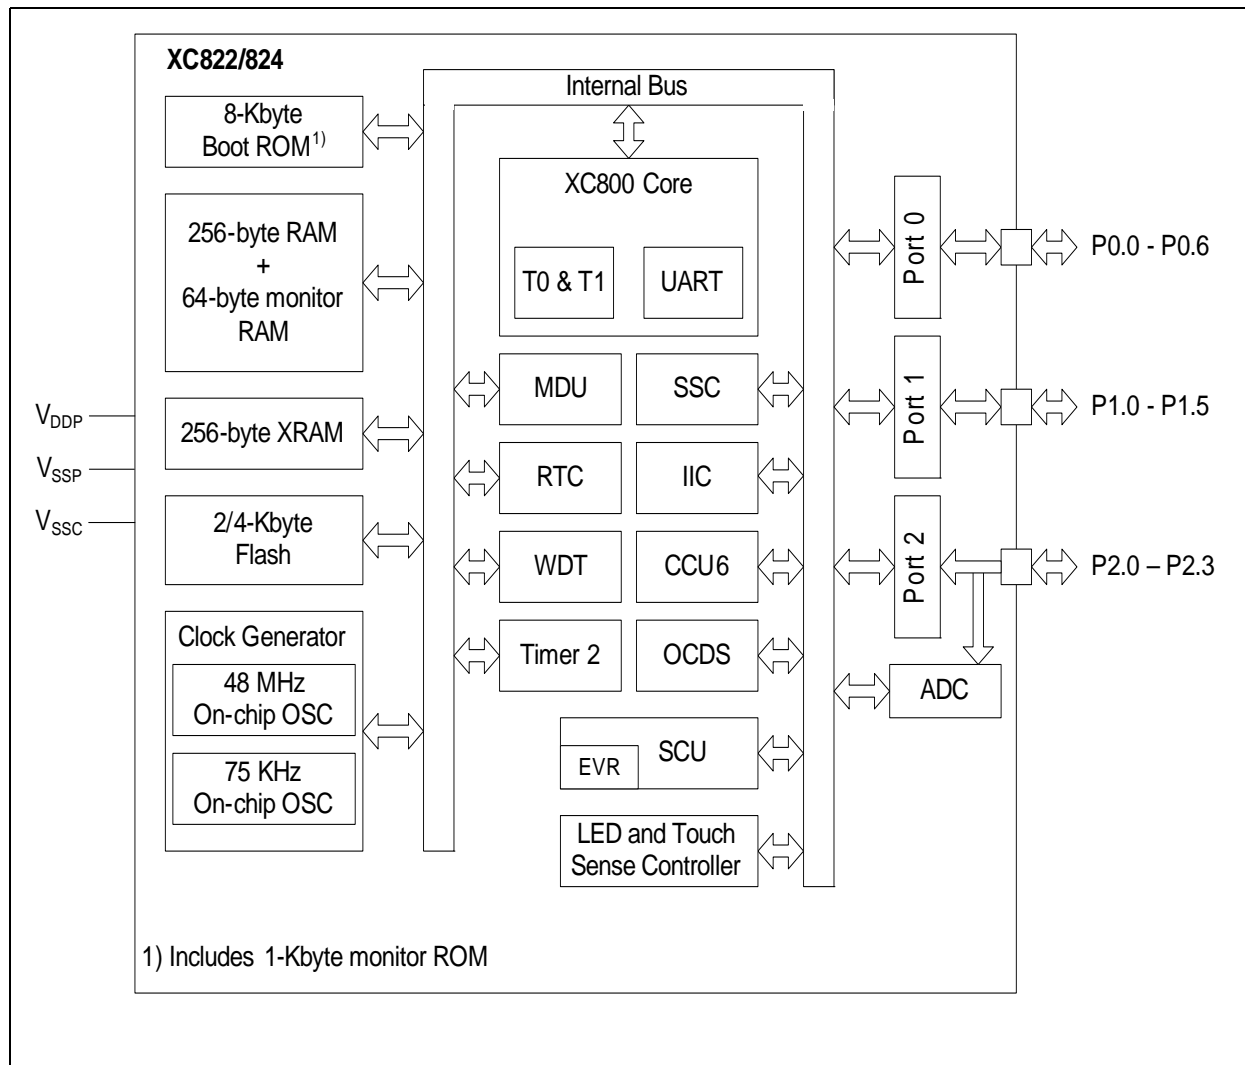 XC822/824
Internal Bus
8-Kbyte
Boot ROM1)
256-byte RAM
+
64-byte monitor
RAM
256-byte XRAM
2/4-Kbyte
Flash
Clock Generator
48 MHz
On-chip OSC
75 KHz
On-chip OSC
VDDP
VSSP
VSSC
XC800 Core
T0 & T1
UART
MDU
SSC
RTC
IIC
WDT
CCU6
Timer 2
OCDS
SCU
EVR
LED and Touch
Sense Controller
Port 0
P0.0 - P0.6
Port 1
P1.0 - P1.5
Port 2
P2.0 – P2.3
ADC
1) Includes 1-Kbyte monitor ROM